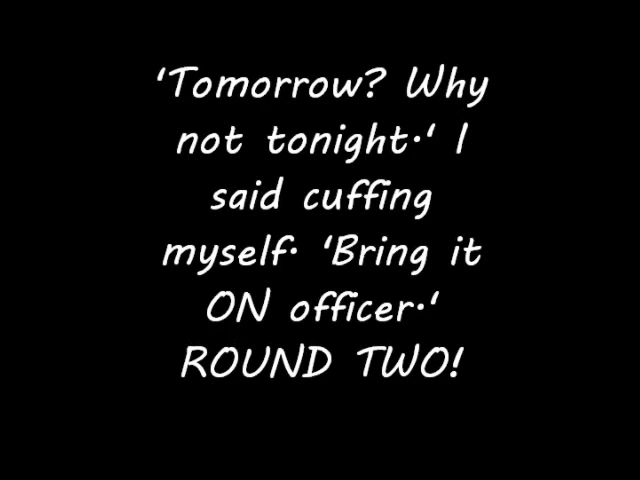 ‘Tomorrow? Why
not tonight.‘ I
said cuffing
myself. ‘Bring it
ON officer.‘
ROUND TWO!